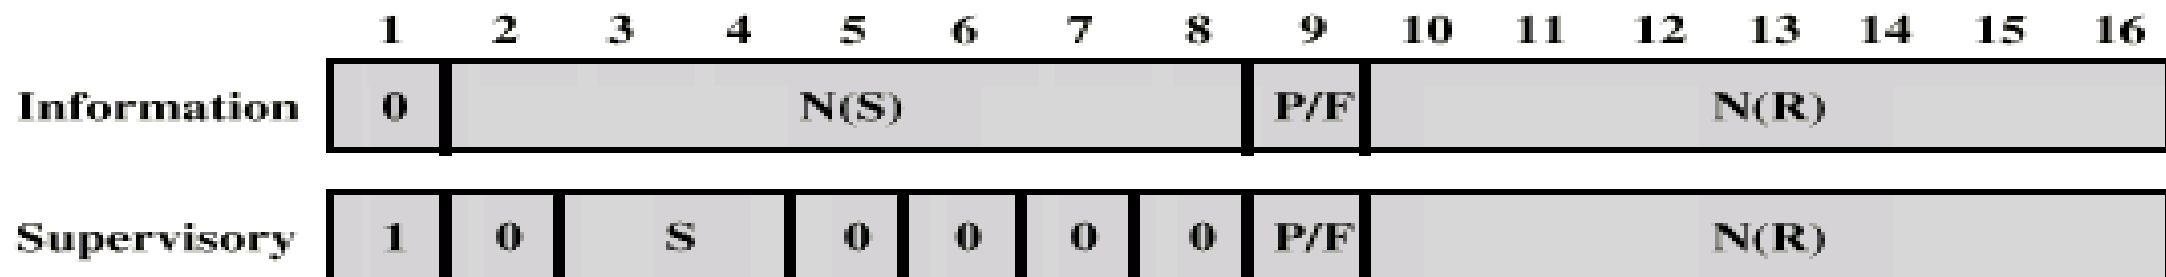 1 2 3 4 5 6 7 8 9 10 11 12 13 14 15 16
Information 0 N(S) P/F N(R)
Supervisory 1 0 S 0 0 0 0 P/F N(R)